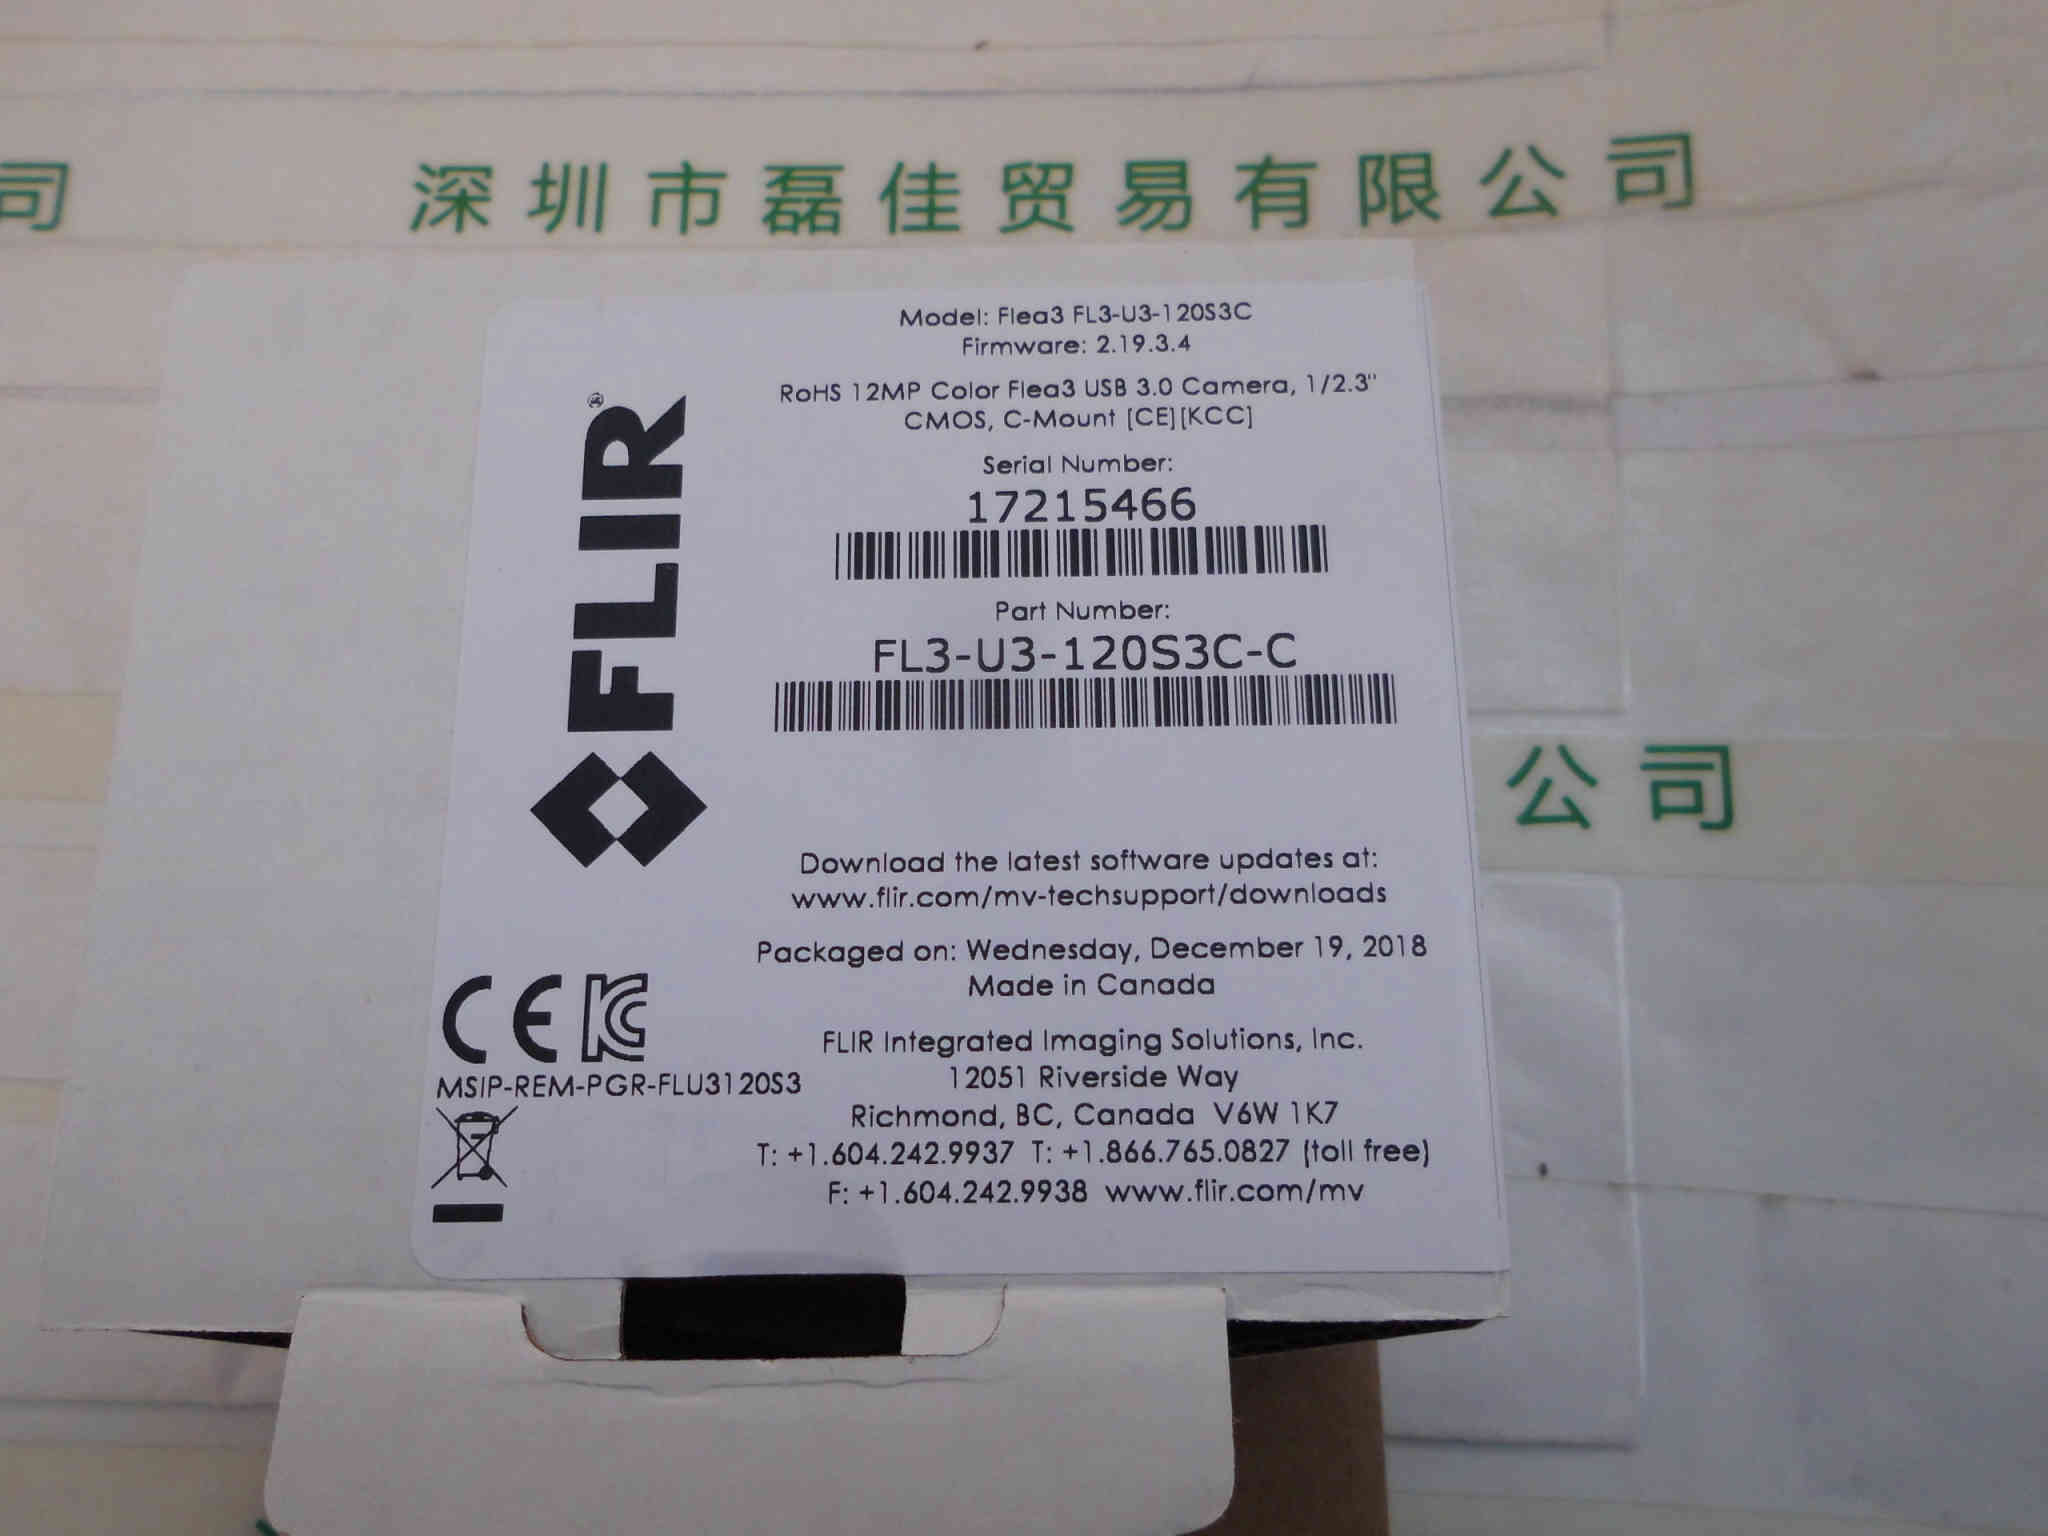 司
深圳市磊佳贸易有限公司
Model: Flea3 FL3-U3-120S3C
Firmware: 2.19.3.4
RoHS 12MP Color Flea3 USB 3.0 Camera, 1/2.3"
CMOS, C-Mount [CE][KCC]
Serial Number:
17215466
Part Number:
FL3-U3-120S3C-C
FLIR®
公司
Download the latest software updates at:
www.flir.com/mv-techsupport/downloads
Packaged on: Wednesday, December 19, 2018
Made in Canada
CE KC
MSIP-REM-PGR-FLU3120S3
FLIR Integrated Imaging Solutions, Inc.
12051 Riverside Way
Richmond, BC, Canada V6W 1K7
T: +1.604.242.9937 T: +1.866.765.0827 (toll free)
F: +1.604.242.9938 www.flir.com/mv